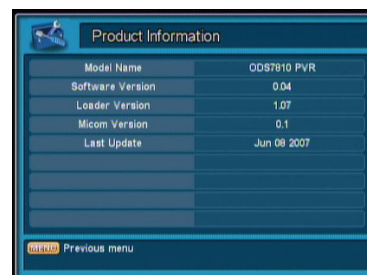 Product Information
Model Name ODS7810 PVR
Software Version 0.04
Loader Version 1.07
Micom Version 0.1
Last Update Jun 08 2007
MENU Previous menu